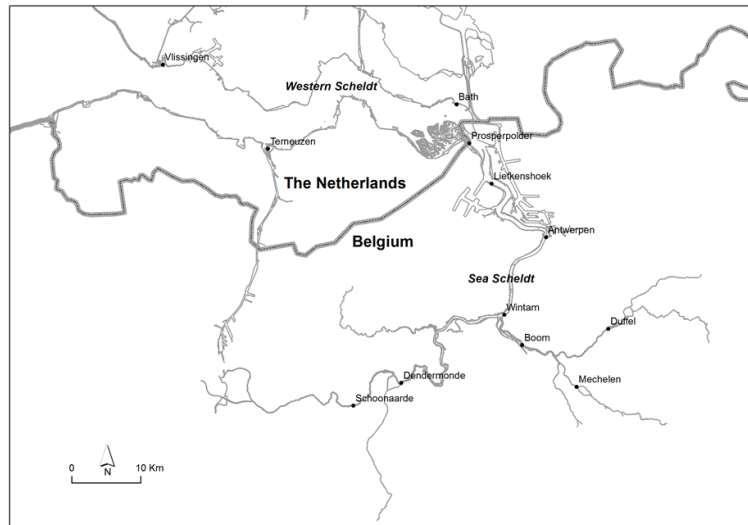 Vlissingen
Western Scheldt
Bath
Prosperpolder
Terneuzen
The Netherlands
Liefkenshoek
Antwerpen
Belgium
Sea Scheldt
Wintam
Duffel
Boom
Mechelen
Dendermonde
Schoonaarde
N
0 10 Km